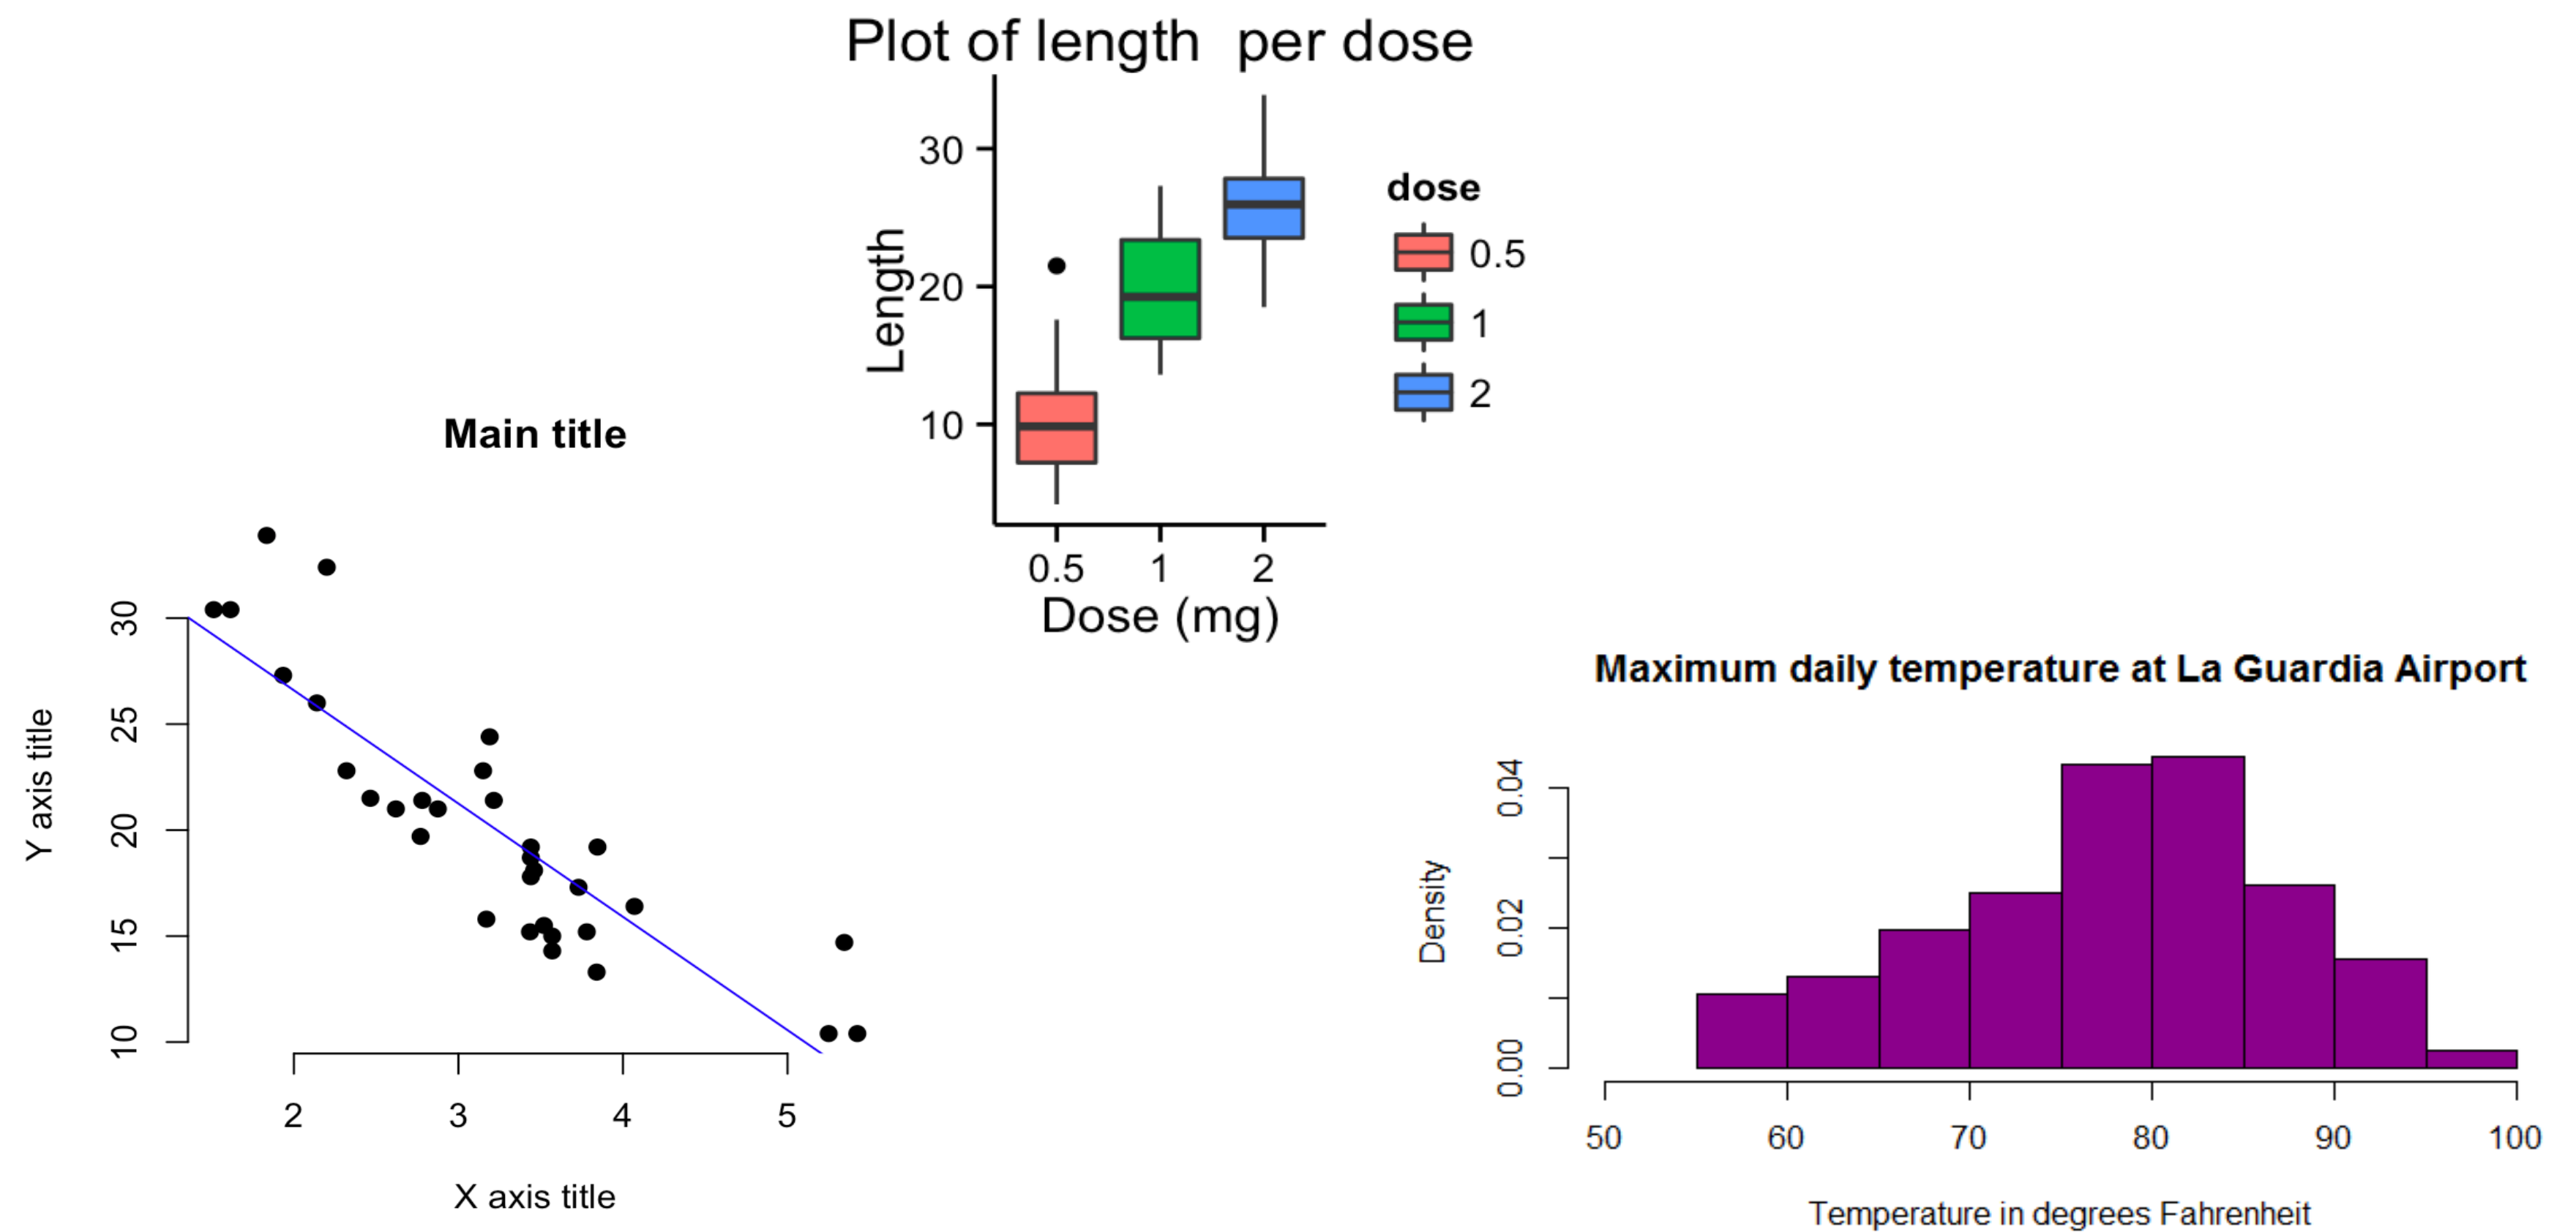 Plot of length  per dose
Length
30
20
10
0.5
1
2
Dose (mg)
dose
0.5
1
2
Main title
Y axis title
30
25
20
15
10
2
3
4
5
X axis title
Maximum daily temperature at La Guardia Airport
Density
0.04
0.02
0.00
50
60
70
80
90
100
Temperature in degrees Fahrenheit